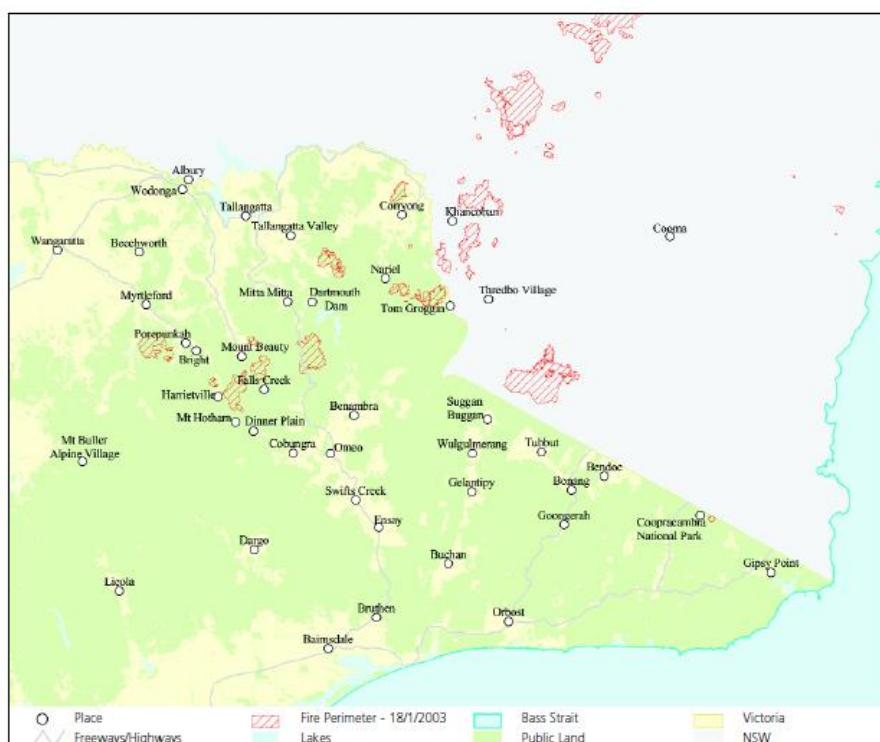 Albury
Wodonga
Tallangatta
Corryong
Khancoban
Tallangatta Valley
Cooma
Wangaratta
Beechworth
Nariel
Mitta Mitta
Dartmouth
Dam
Thredbo Village
Myrtleford
Tom Groggin
Porepunkah
Bright
Mount Beauty
Falls Creek
Harrietville
Benambra
Suggan
Buggan
Mt Hotham
Dinner Plain
Mt Buller
Alpine Village
Cobungra
Omeo
Wulgulmerang
Tubbut
Bendoc
Gelantipy
Bonang
Swifts Creek
Goongerah
Coopracambra
National Park
Ensay
Dargo
Buchan
Gipsy Point
Licola
Bruthen
Orbost
Bairnsdale
Place
Fire Perimeter - 18/1/2003
Bass Strait
Victoria
Freeways/Highways
Lakes
Public Land
NSW